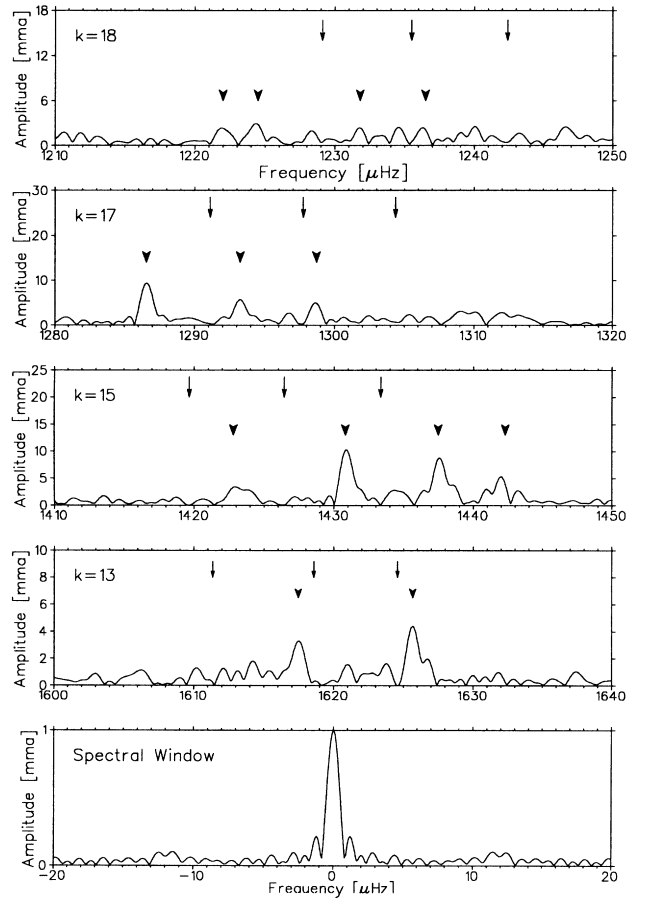 18
12
6
0
Amplitude [mma]
k=18
1210 1220 1230 1240 1250
Frequency [μHz]
30
20
10
0
Amplitude [mma]
k=17
1280 1290 1300 1310 1320
25
20
15
10
5
0
Amplitude [mma]
k=15
1410 1420 1430 1440 1450
10
8
6
4
2
0
Amplitude [mma]
k=13
1600 1610 1620 1630 1640
1
0
Amplitude [mma]
Spectral Window
-20 -10 0 10 20
Frequency [μHz]